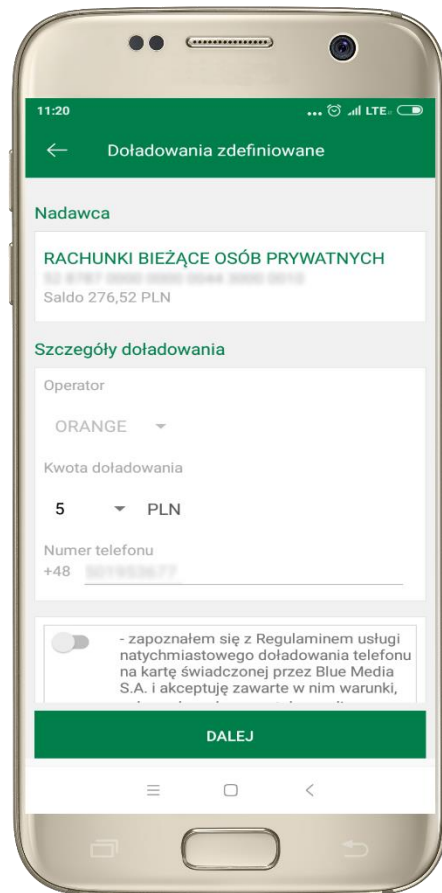 11:20
... LTE
Doładowania zdefiniowane
Nadawca
RACHUNKI BIEŻĄCE OSÓB PRYWATNYCH
Saldo 276,52 PLN
Szczegóły doładowania
Operator
ORANGE
Kwota doładowania
5 PLN
Numer telefonu
+48
- zapoznałem się z Regulaminem usługi
natychmiastowego doładowania telefonu
na kartę świadczonej przez Blue Media
S.A. i akceptuję zawarte w nim warunki,
DALEJ